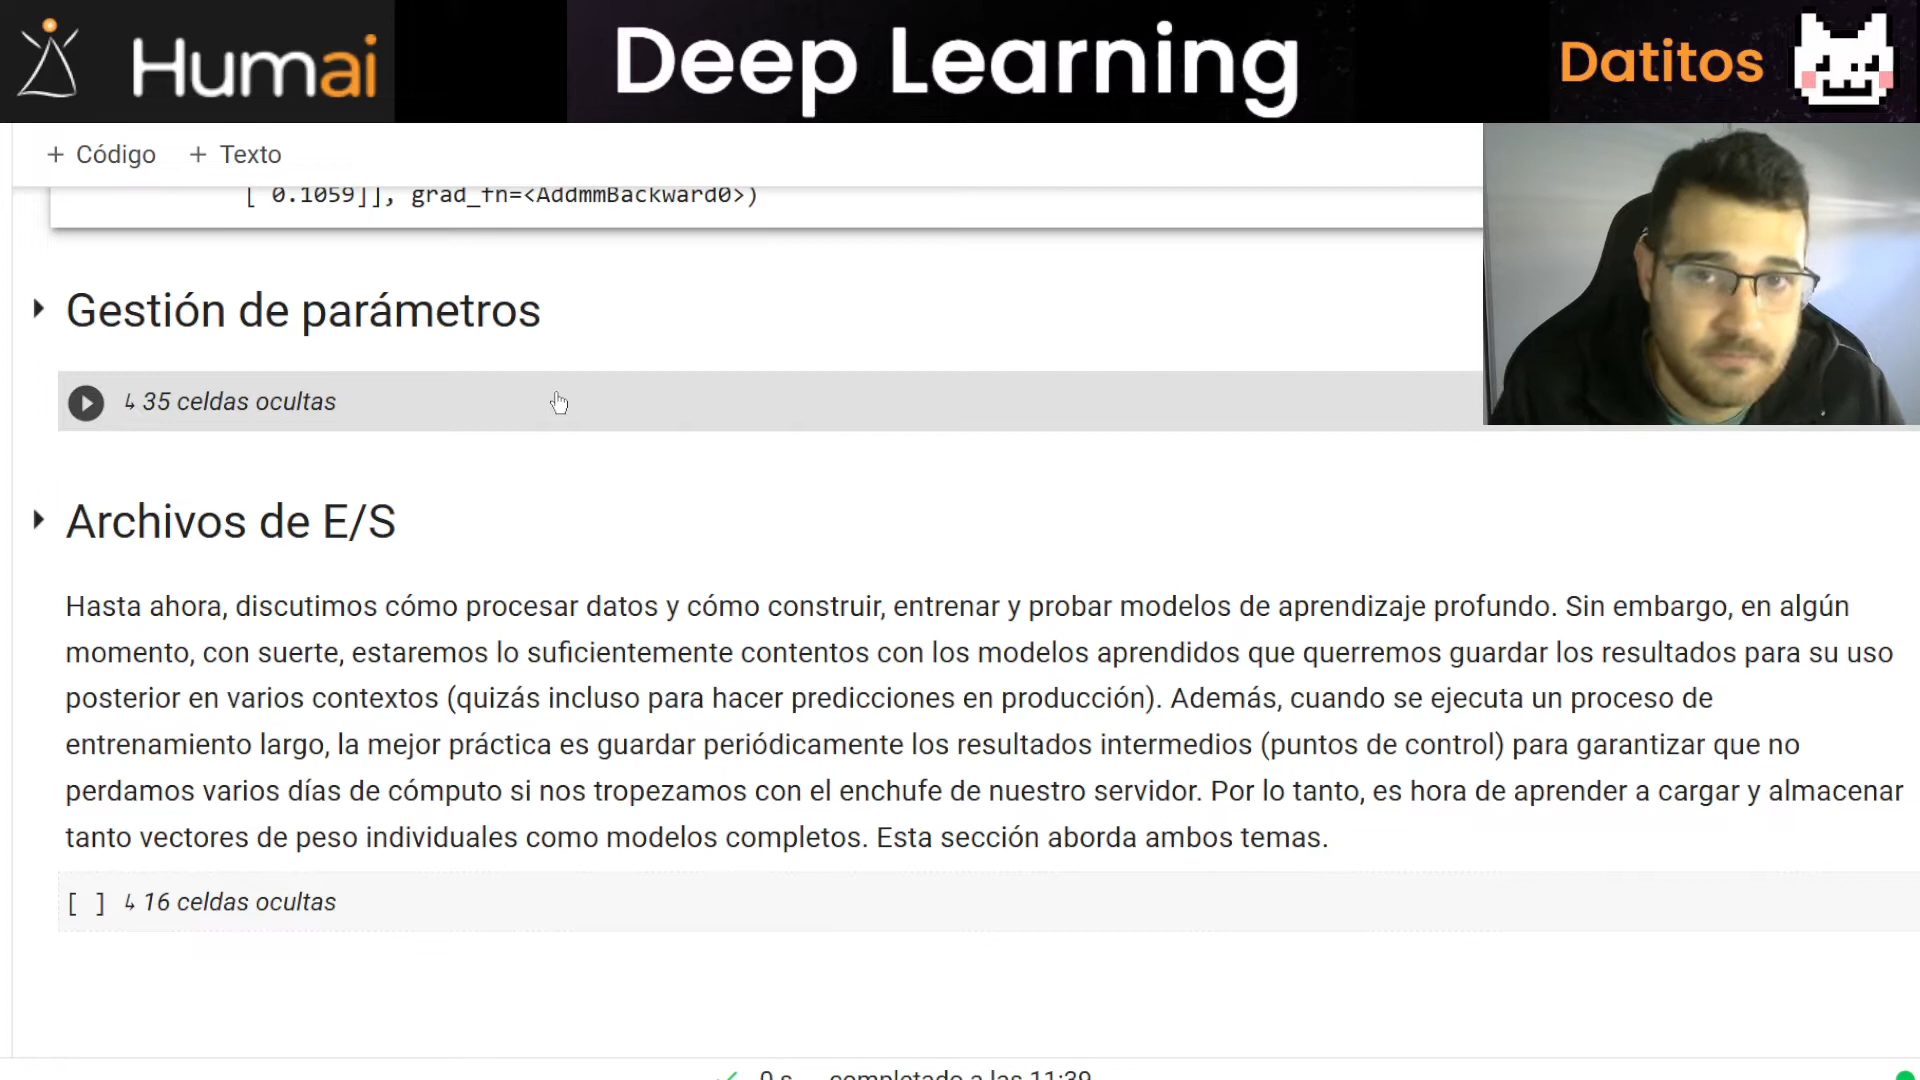 Humai
Deep Learning
Datitos
+ Código + Texto
[ 0.1059]], grad_fn=<AddmmBackward0>)
Gestión de parámetros
↳ 35 celdas ocultas
Archivos de E/S
Hasta ahora, discutimos cómo procesar datos y cómo construir, entrenar y probar modelos de aprendizaje profundo. Sin embargo, en algún
momento, con suerte, estaremos lo suficientemente contentos con los modelos aprendidos que querremos guardar los resultados para su uso
posterior en varios contextos (quizás incluso para hacer predicciones en producción). Además, cuando se ejecuta un proceso de
entrenamiento largo, la mejor práctica es guardar periódicamente los resultados intermedios (puntos de control) para garantizar que no
perdamos varios días de cómputo si nos tropezamos con el enchufe de nuestro servidor. Por lo tanto, es hora de aprender a cargar y almacenar
tanto vectores de peso individuales como modelos completos. Esta sección aborda ambos temas.
[ ] ↳ 16 celdas ocultas
0 s completado a las 11:39